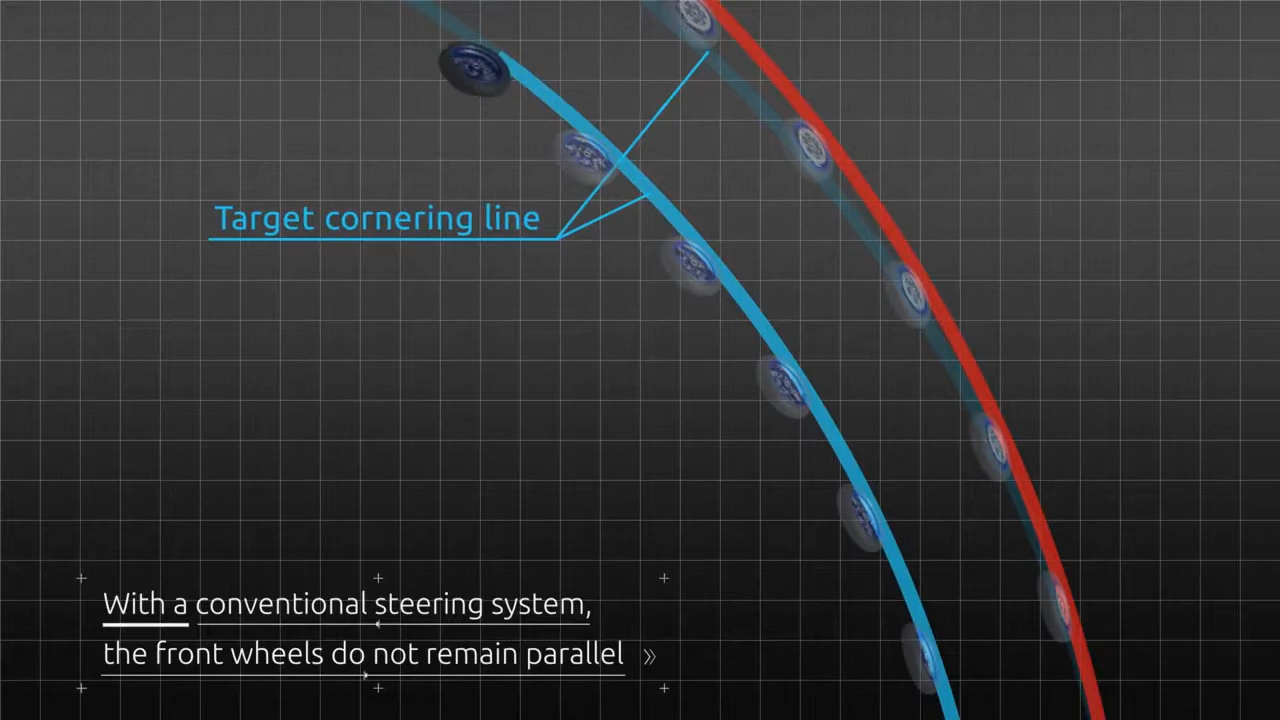 Target cornering line
With a conventional steering system,
the front wheels do not remain parallel »